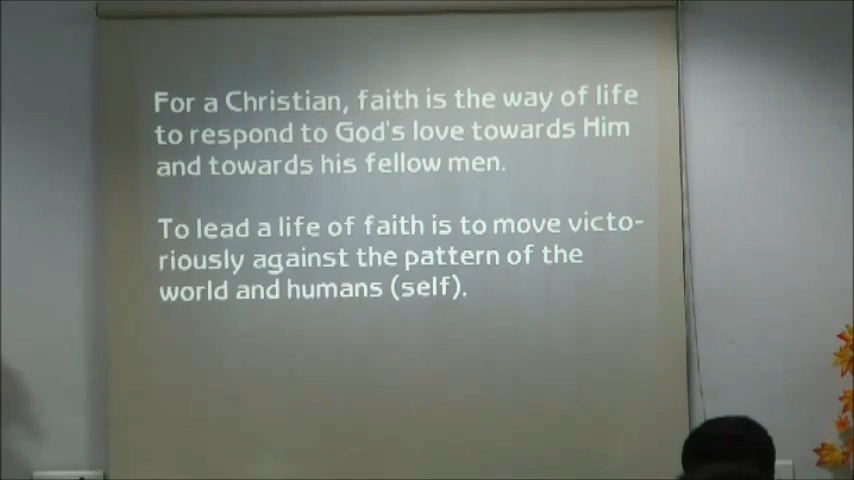 For a Christian, faith is the way of life
to respond to God's love towards Him
and towards his fellow men.
To lead a life of faith is to move victo-
riously against the pattern of the
world and humans (self).